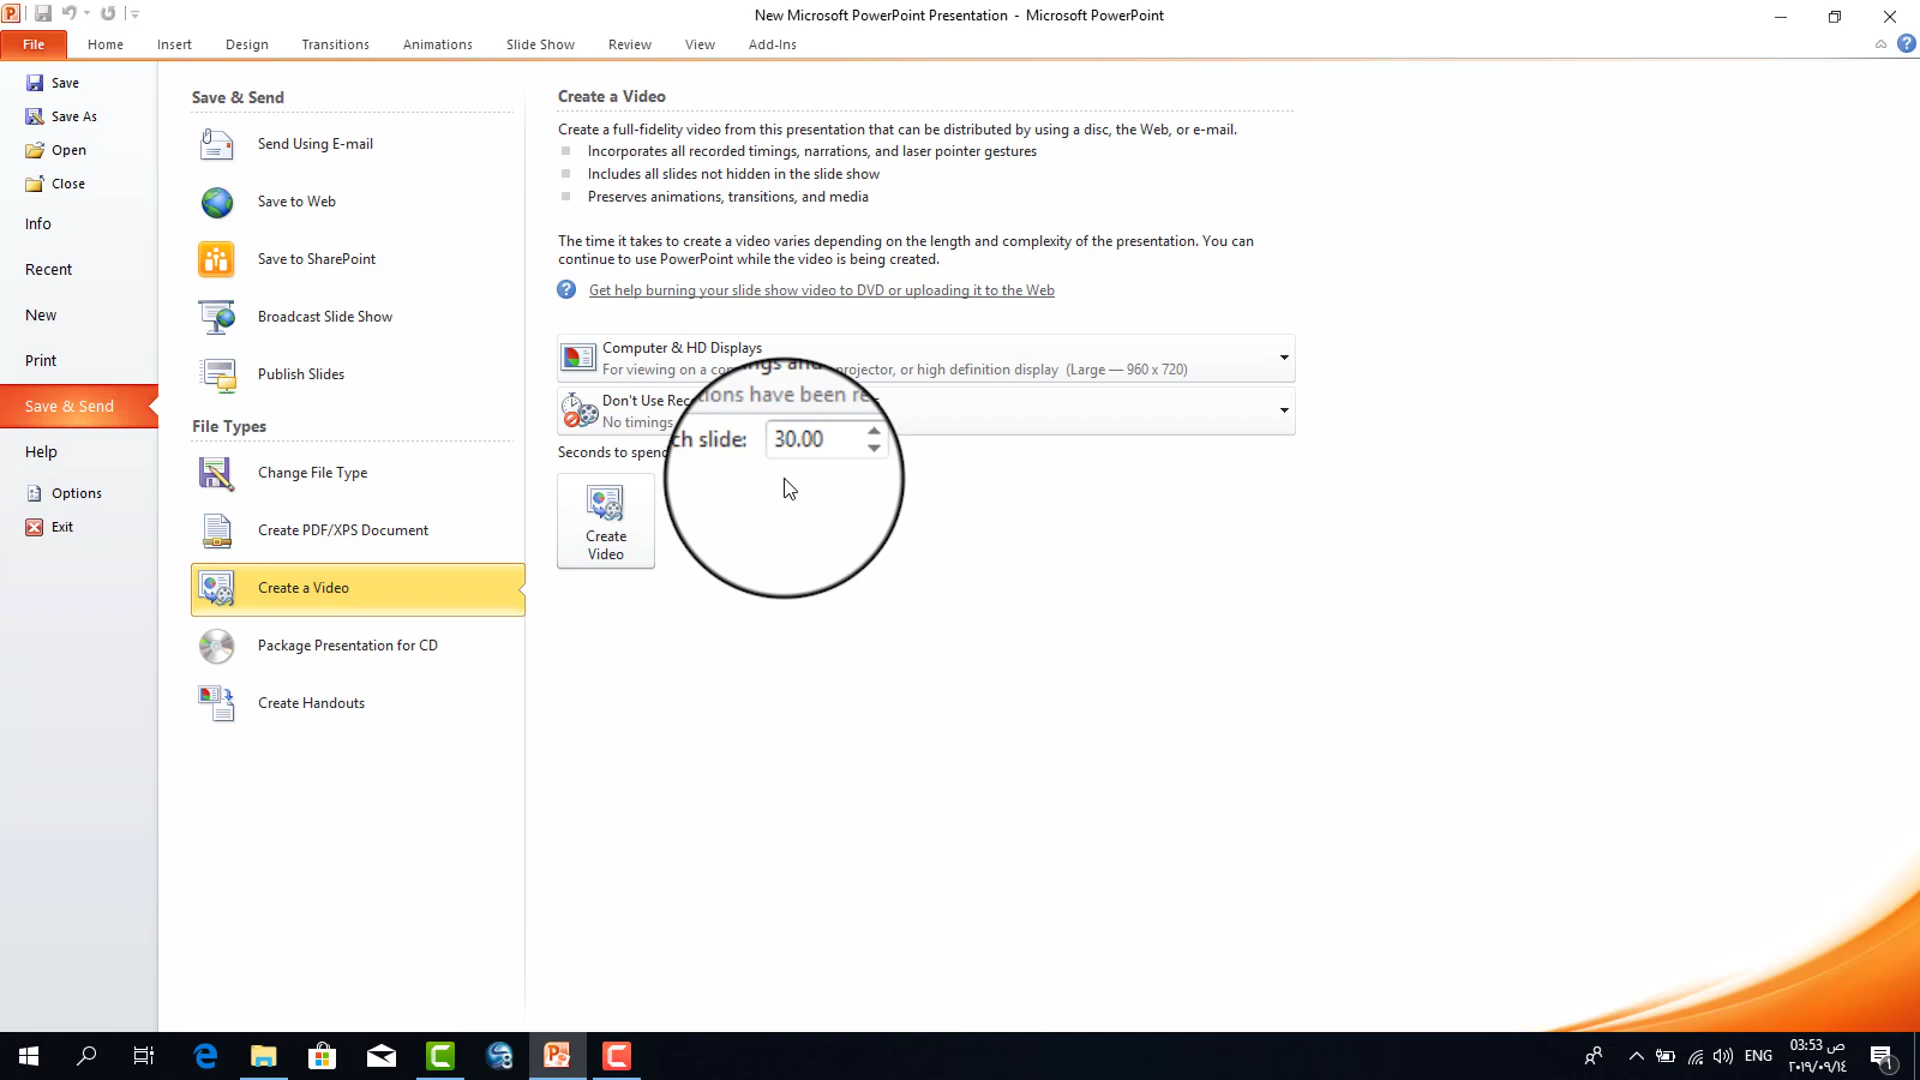 New Microsoft PowerPoint Presentation - Microsoft PowerPoint
File Home Insert Design Transitions Animations Slide Show Review View Add-Ins
Save
Save As
Open
Close
Info
Recent
New
Print
Save & Send
Help
Options
Exit
Save & Send
Send Using E-mail
Save to Web
Save to SharePoint
Broadcast Slide Show
Publish Slides
File Types
Change File Type
Create PDF/XPS Document
Create a Video
Package Presentation for CD
Create Handouts
Create a Video
Create a full-fidelity video from this presentation that can be distributed by using a disc, the Web, or e-mail.
Incorporates all recorded timings, narrations, and laser pointer gestures
Includes all slides not hidden in the slide show
Preserves animations, transitions, and media
The time it takes to create a video varies depending on the length and complexity of the presentation. You can
continue to use PowerPoint while the video is being created.
Get help burning your slide show video to DVD or uploading it to the Web
Computer & HD Displays
For viewing on a projector, or high definition display (Large — 960 x 720)
Don't Use
No timings have been
Seconds to spend slide: 30.00
Create
Video
ENG
03:53 ص
٢٠١٩/٠٩/١٤
1